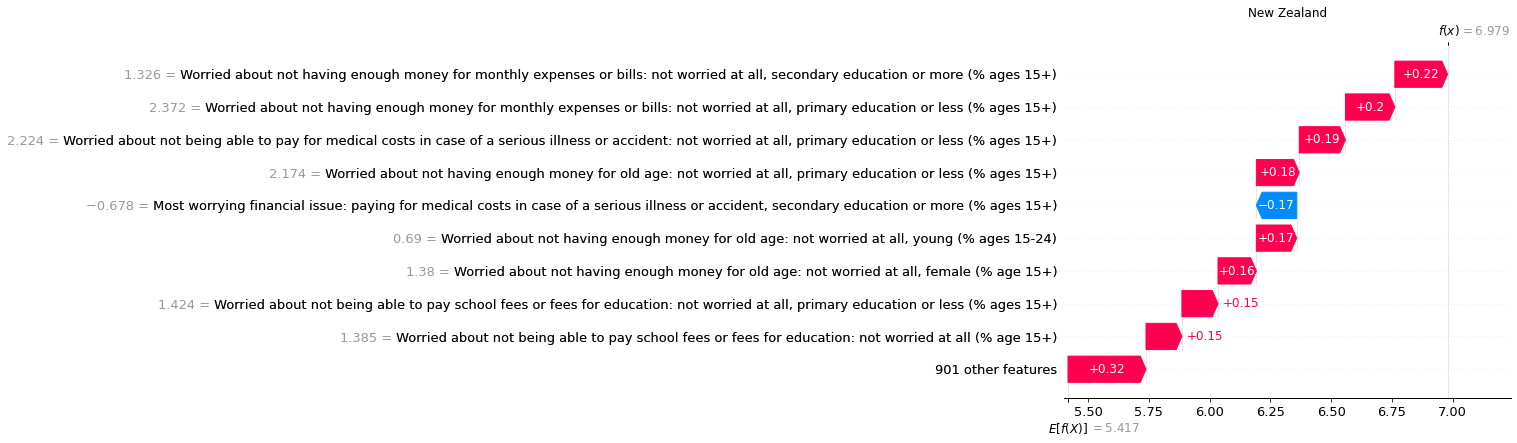 New Zealand
f(x) = 6.979
1.326 = Worried about not having enough money for monthly expenses or bills: not worried at all, secondary education or more (% ages 15+)
+0.22
2.372 = Worried about not having enough money for monthly expenses or bills: not worried at all, primary education or less (% ages 15+)
+0.2
2.224 = Worried about not being able to pay for medical costs in case of a serious illness or accident: not worried at all, primary education or less (% ages 15+)
+0.19
2.174 = Worried about not having enough money for old age: not worried at all, primary education or less (% ages 15+)
+0.18
−0.678 = Most worrying financial issue: paying for medical costs in case of a serious illness or accident, secondary education or more (% ages 15+)
−0.17
0.69 = Worried about not having enough money for old age: not worried at all, young (% ages 15-24)
+0.17
1.38 = Worried about not having enough money for old age: not worried at all, female (% age 15+)
+0.16
1.424 = Worried about not being able to pay school fees or fees for education: not worried at all, primary education or less (% ages 15+)
+0.15
1.385 = Worried about not being able to pay school fees or fees for education: not worried at all (% age 15+)
+0.15
901 other features
+0.32
5.50 5.75 6.00 6.25 6.50 6.75 7.00
E[f(X)] = 5.417